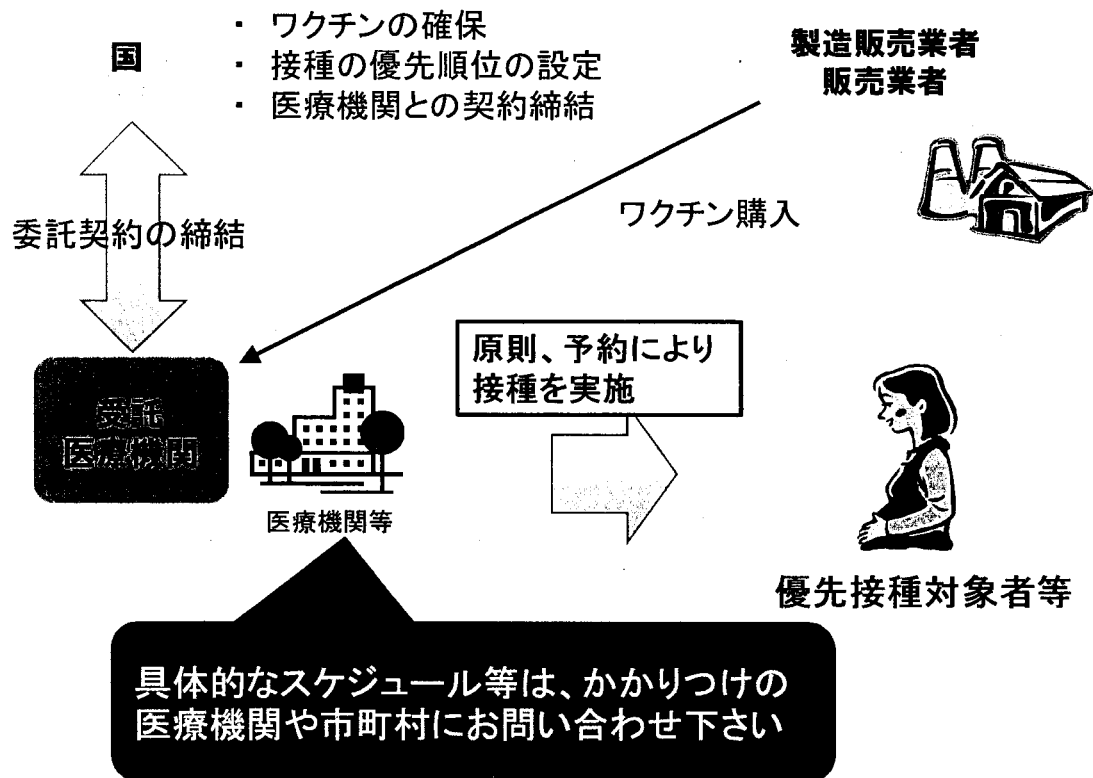 国
・ ワクチンの確保
・ 接種の優先順位の設定
・ 医療機関との契約締結
製造販売業者
販売業者
委託契約の締結
ワクチン購入
原則、予約により
接種を実施
受託
医療機関
医療機関等
優先接種対象者等
具体的なスケジュール等は、かかりつけの
医療機関や市町村にお問い合わせ下さい